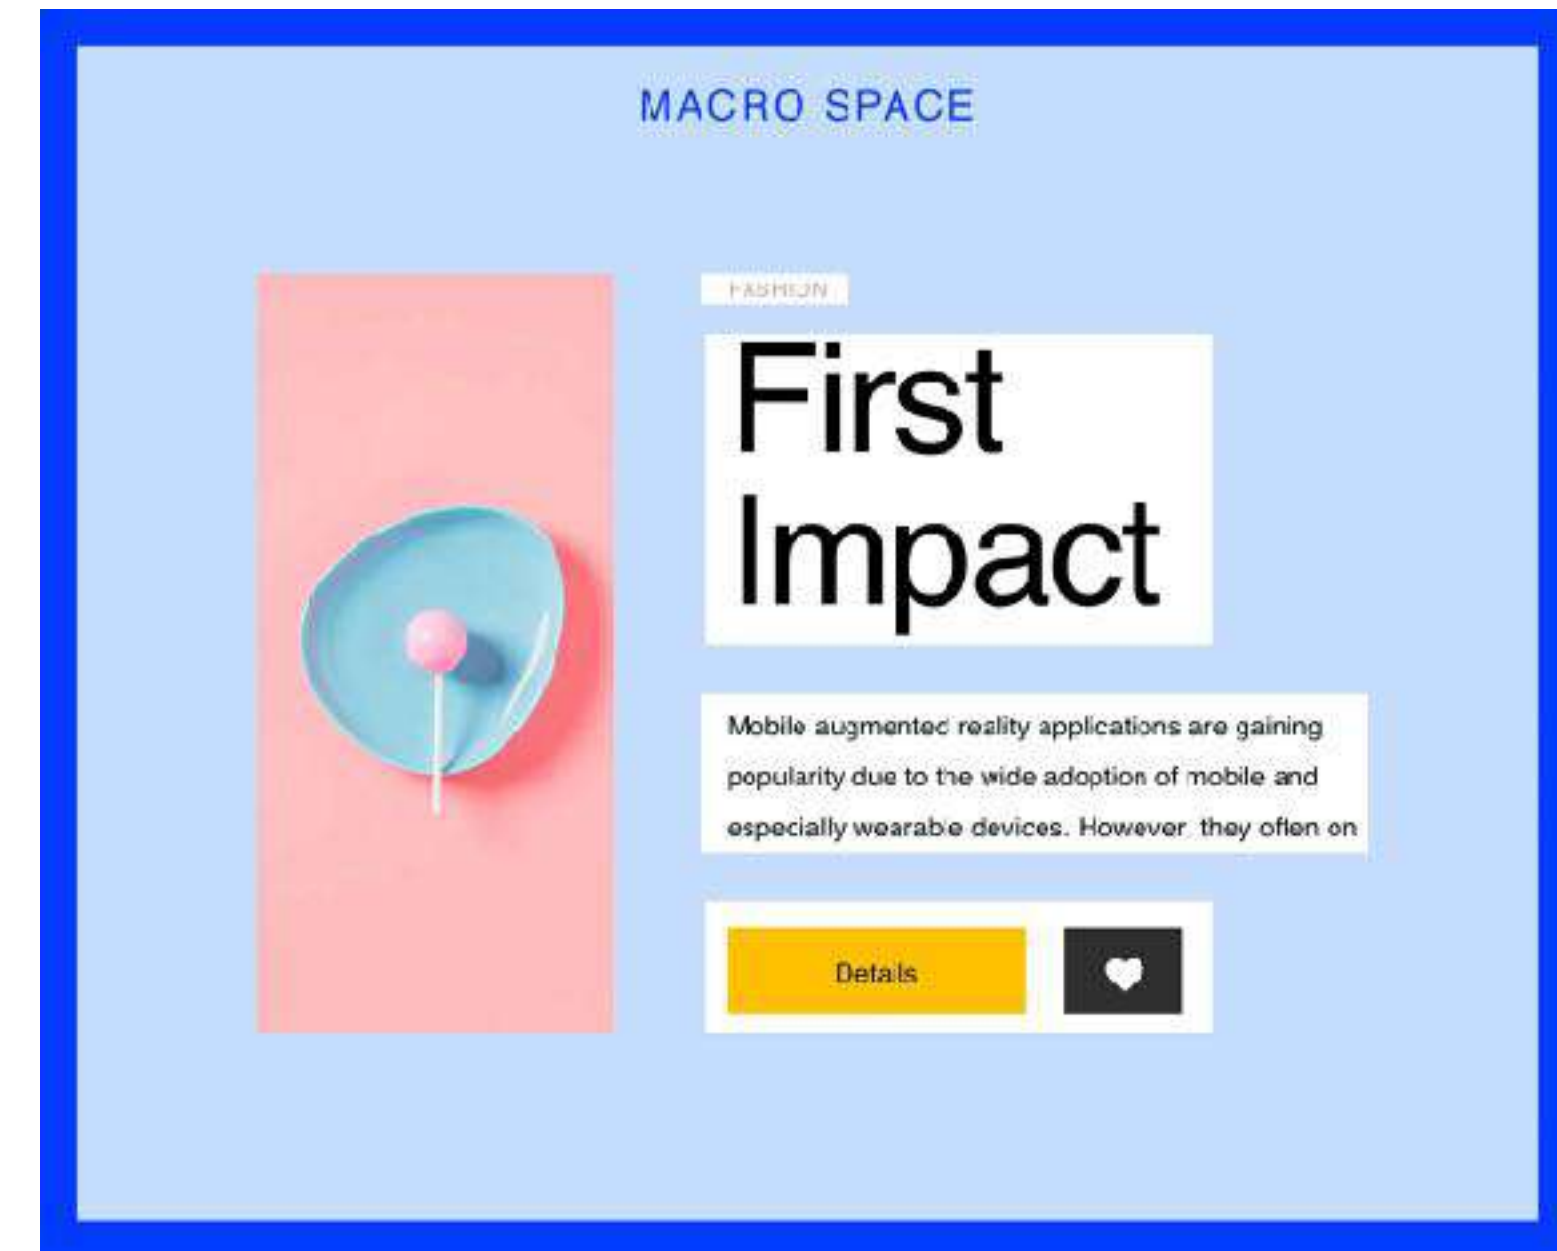 MACRO SPACE
FASHION
First
Impact
Mobile augmented reality applications are gaining
popularity due to the wide adoption of mobile and
especially wearable devices. However, they often on
Details